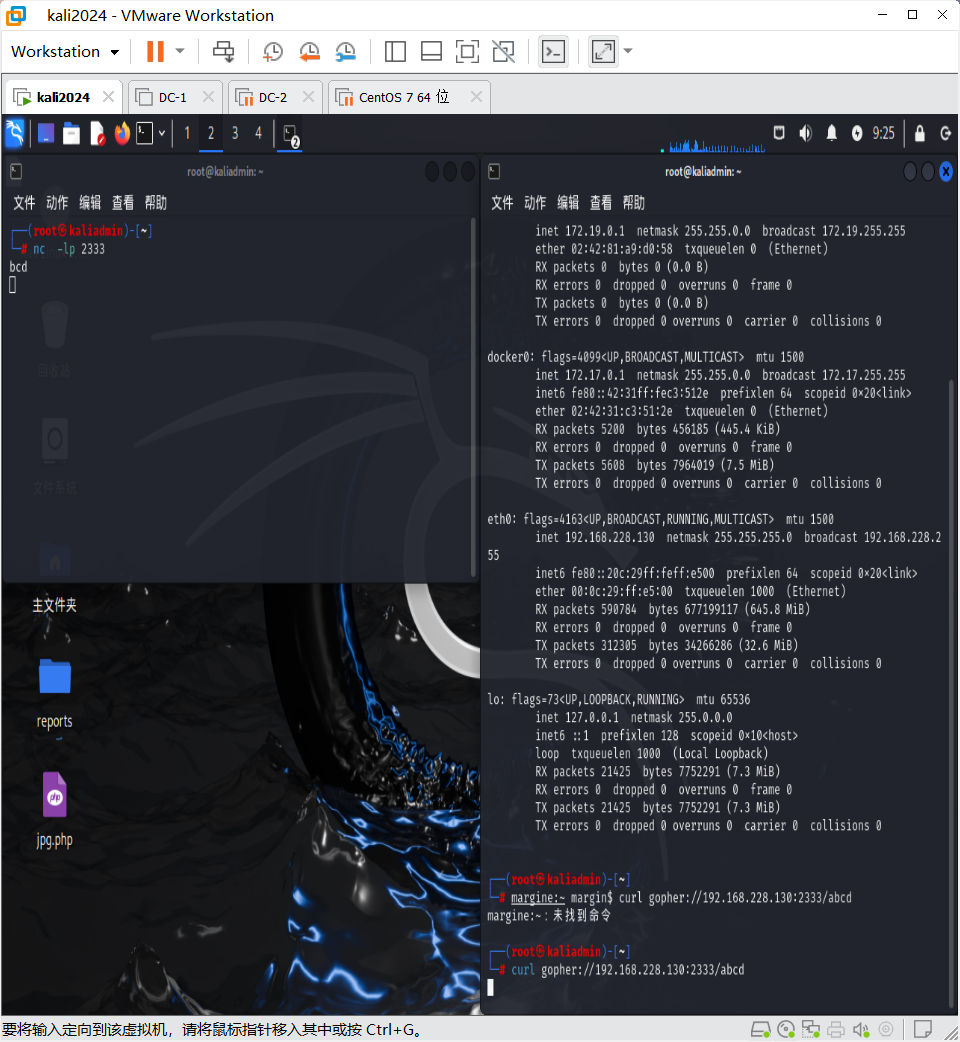 kali2024 - VMware Workstation
Workstation
kali2024 DC-1 DC-2 CentOS 7 64 位
1 2 3 4 2 9:25
root@kaliadmin: ~
文件 动作 编辑 查看 帮助
┌──(root㉿kaliadmin)-[~]
└─# nc -lp 2333
bcd
回收站
文件系统
主文件夹
reports
php
jpg.php
root@kaliadmin: ~
文件 动作 编辑 查看 帮助
inet 172.19.0.1 netmask 255.255.0.0 broadcast 172.19.255.255
ether 02:42:81:a9:d0:58 txqueuelen 0 (Ethernet)
RX packets 0 bytes 0 (0.0 B)
RX errors 0 dropped 0 overruns 0 frame 0
TX packets 0 bytes 0 (0.0 B)
TX errors 0 dropped 0 overruns 0 carrier 0 collisions 0
docker0: flags=4099<UP,BROADCAST,MULTICAST> mtu 1500
inet 172.17.0.1 netmask 255.255.0.0 broadcast 172.17.255.255
inet6 fe80::42:31ff:fec3:512e prefixlen 64 scopeid 0×20<link>
ether 02:42:31:c3:51:2e txqueuelen 0 (Ethernet)
RX packets 5200 bytes 456185 (445.4 KiB)
RX errors 0 dropped 0 overruns 0 frame 0
TX packets 5608 bytes 7964019 (7.5 MiB)
TX errors 0 dropped 0 overruns 0 carrier 0 collisions 0
eth0: flags=4163<UP,BROADCAST,RUNNING,MULTICAST> mtu 1500
inet 192.168.228.130 netmask 255.255.255.0 broadcast 192.168.228.2
55
inet6 fe80::20c:29ff:feff:e500 prefixlen 64 scopeid 0×20<link>
ether 00:0c:29:ff:e5:00 txqueuelen 1000 (Ethernet)
RX packets 590784 bytes 677199117 (645.8 MiB)
RX errors 0 dropped 0 overruns 0 frame 0
TX packets 312305 bytes 34266286 (32.6 MiB)
TX errors 0 dropped 0 overruns 0 carrier 0 collisions 0
lo: flags=73<UP,LOOPBACK,RUNNING> mtu 65536
inet 127.0.0.1 netmask 255.0.0.0
inet6 ::1 prefixlen 128 scopeid 0×10<host>
loop txqueuelen 1000 (Local Loopback)
RX packets 21425 bytes 7752291 (7.3 MiB)
RX errors 0 dropped 0 overruns 0 frame 0
TX packets 21425 bytes 7752291 (7.3 MiB)
TX errors 0 dropped 0 overruns 0 carrier 0 collisions 0
┌──(root㉿kaliadmin)-[~]
└─# margine:~ margin$ curl gopher://192.168.228.130:2333/abcd
margine:~：未找到命令
┌──(root㉿kaliadmin)-[~]
└─# curl gopher://192.168.228.130:2333/abcd
要将输入定向到该虚拟机，请将鼠标指针移入其中或按 Ctrl+G。